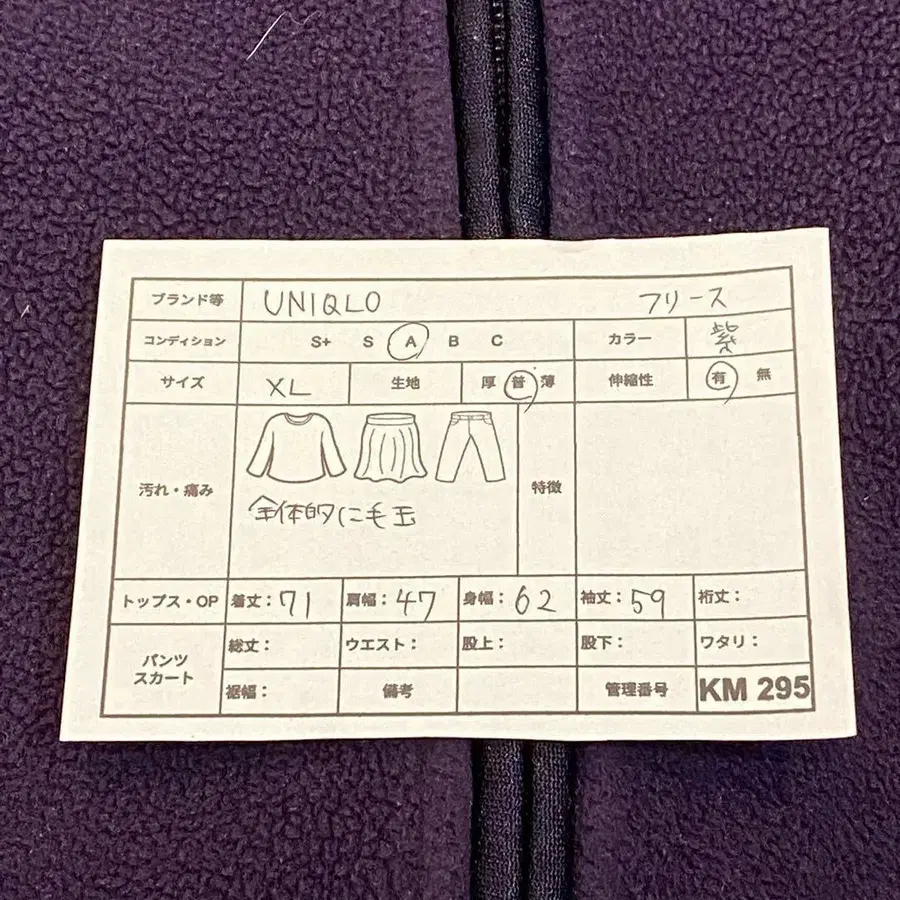 ブランド等 UNIQLO フリース
コンディション S+ S A B C カラー 紫
サイズ XL 生地 厚 普 薄 伸縮性 有 無
汚れ・痛み 全体的に毛玉 特徴
トップス・OP 着丈：71 肩幅：47 身幅：62 袖丈：59 裄丈：
パンツ スカート 総丈： ウエスト： 股上： 股下： ワタリ：
裾幅： 備考 管理番号 KM 295